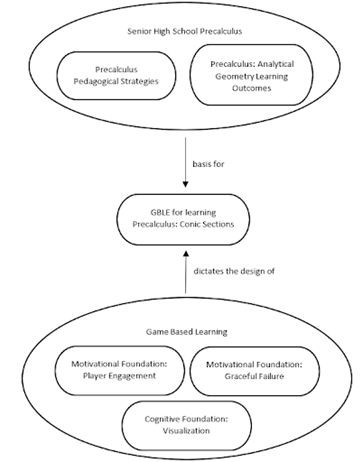 Senior High School Precalculus
Precalculus
Pedagogical Strategies
Precalculus: Analytical
Geometry Learning
Outcomes
basis for
GBLE for learning
Precalculus: Conic Sections
dictates the design of
Game Based Learning
Motivational Foundation:
Player Engagement
Motivational Foundation:
Graceful Failure
Cognitive Foundation:
Visualization